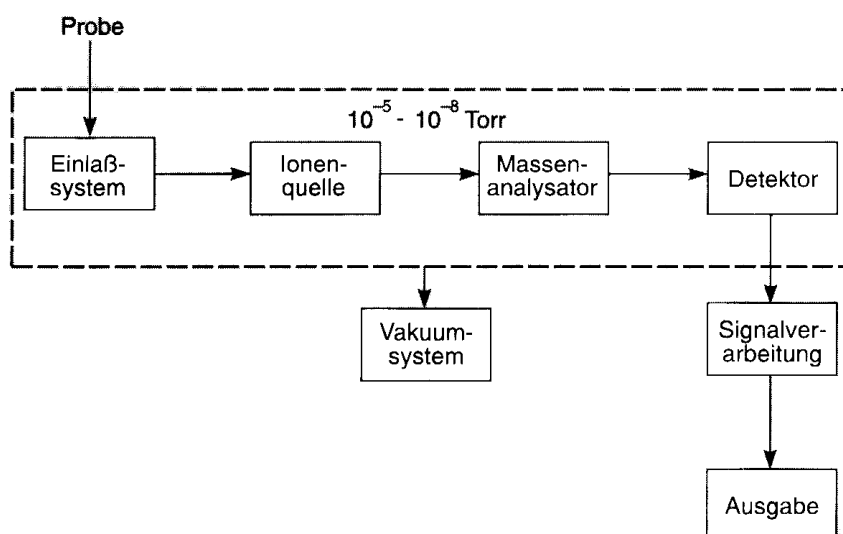 Probe
10⁻⁵ - 10⁻⁸ Torr
Einlaß-
system
Ionen-
quelle
Massen-
analysator
Detektor
Vakuum-
system
Signalver-
arbeitung
Ausgabe